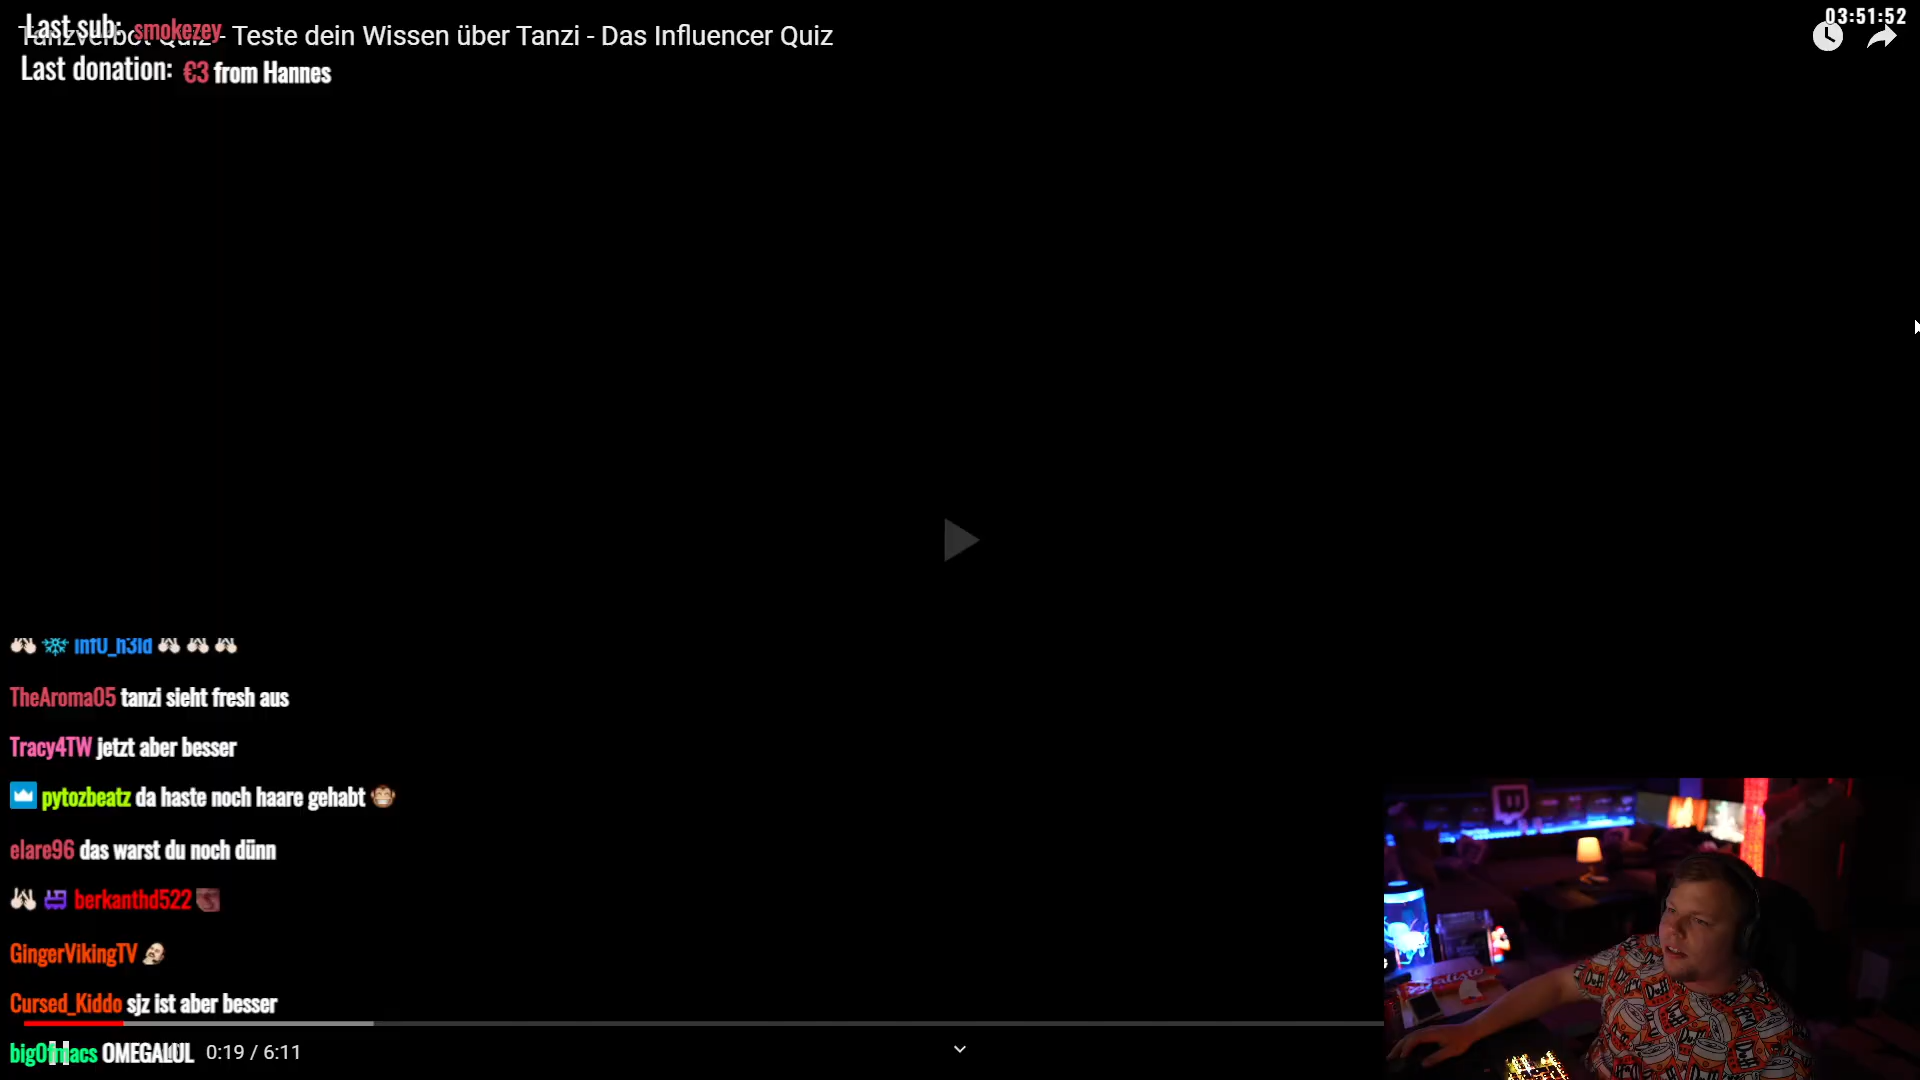 Last sub: smokezey
Tanzverbot Quiz - Teste dein Wissen über Tanzi - Das Influencer Quiz
03:51:52
Last donation: €3 from Hannes
TheAroma05 tanzi sieht fresh aus
Tracy4TW jetzt aber besser
pytozbeatz da haste noch haare gehabt
elare96 das warst du noch dünn
berkanthd522
GingerVikingTV
Cursed_Kiddo sjz ist aber besser
OMEGALUL
0:19 / 6:11